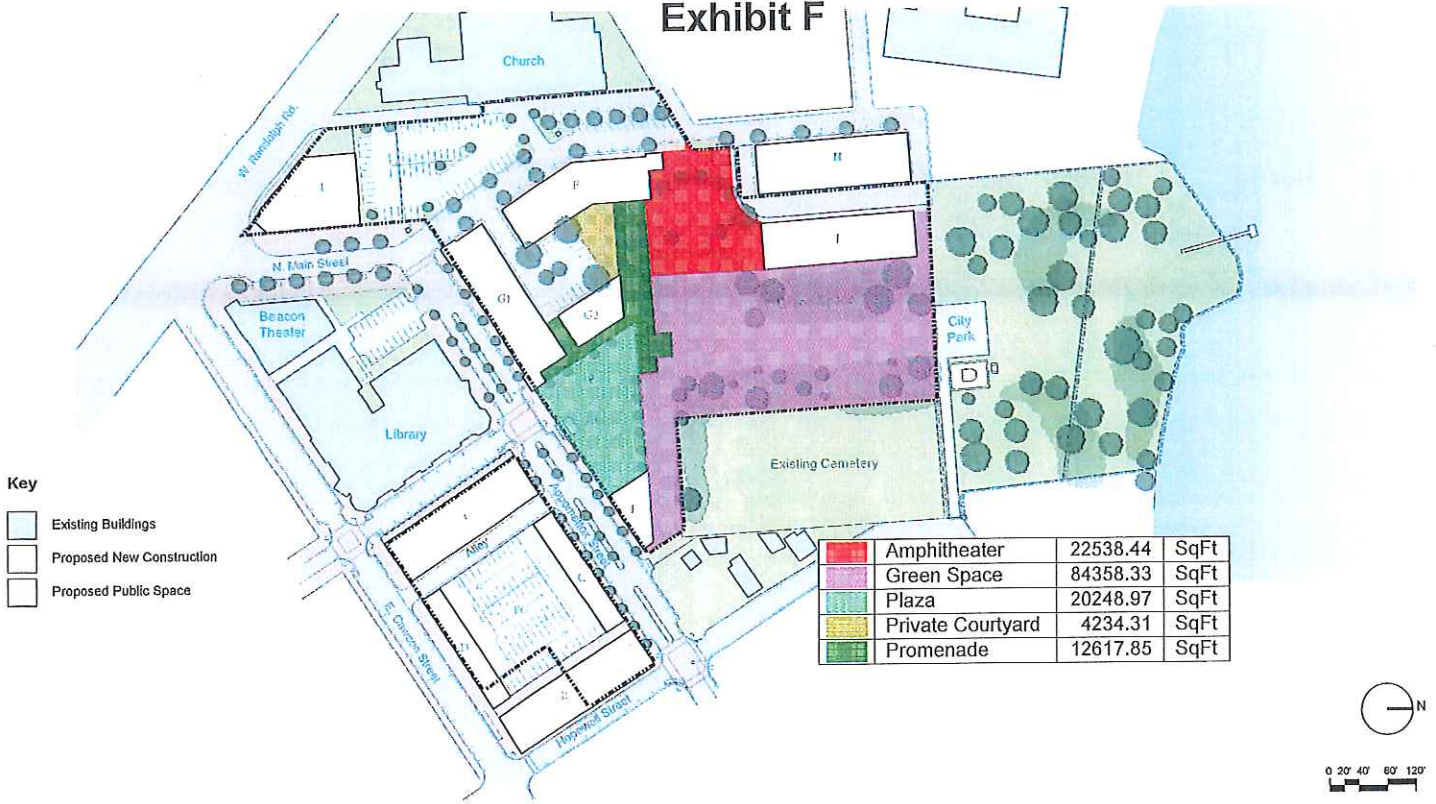 Exhibit F
Church
W Randolph Rd.
H
F
I
N. Main Street
G1
G2
Beacon
Theater
City
Park
Library
Existing Cemetery
Key
Existing Buildings
Proposed New Construction
Proposed Public Space
Alley
Appomattox Street
E. Cawson Street
Hopewell Street
Amphitheater 22538.44 SqFt
Green Space 84358.33 SqFt
Plaza 20248.97 SqFt
Private Courtyard 4234.31 SqFt
Promenade 12617.85 SqFt
N
0 20' 40' 80' 120'